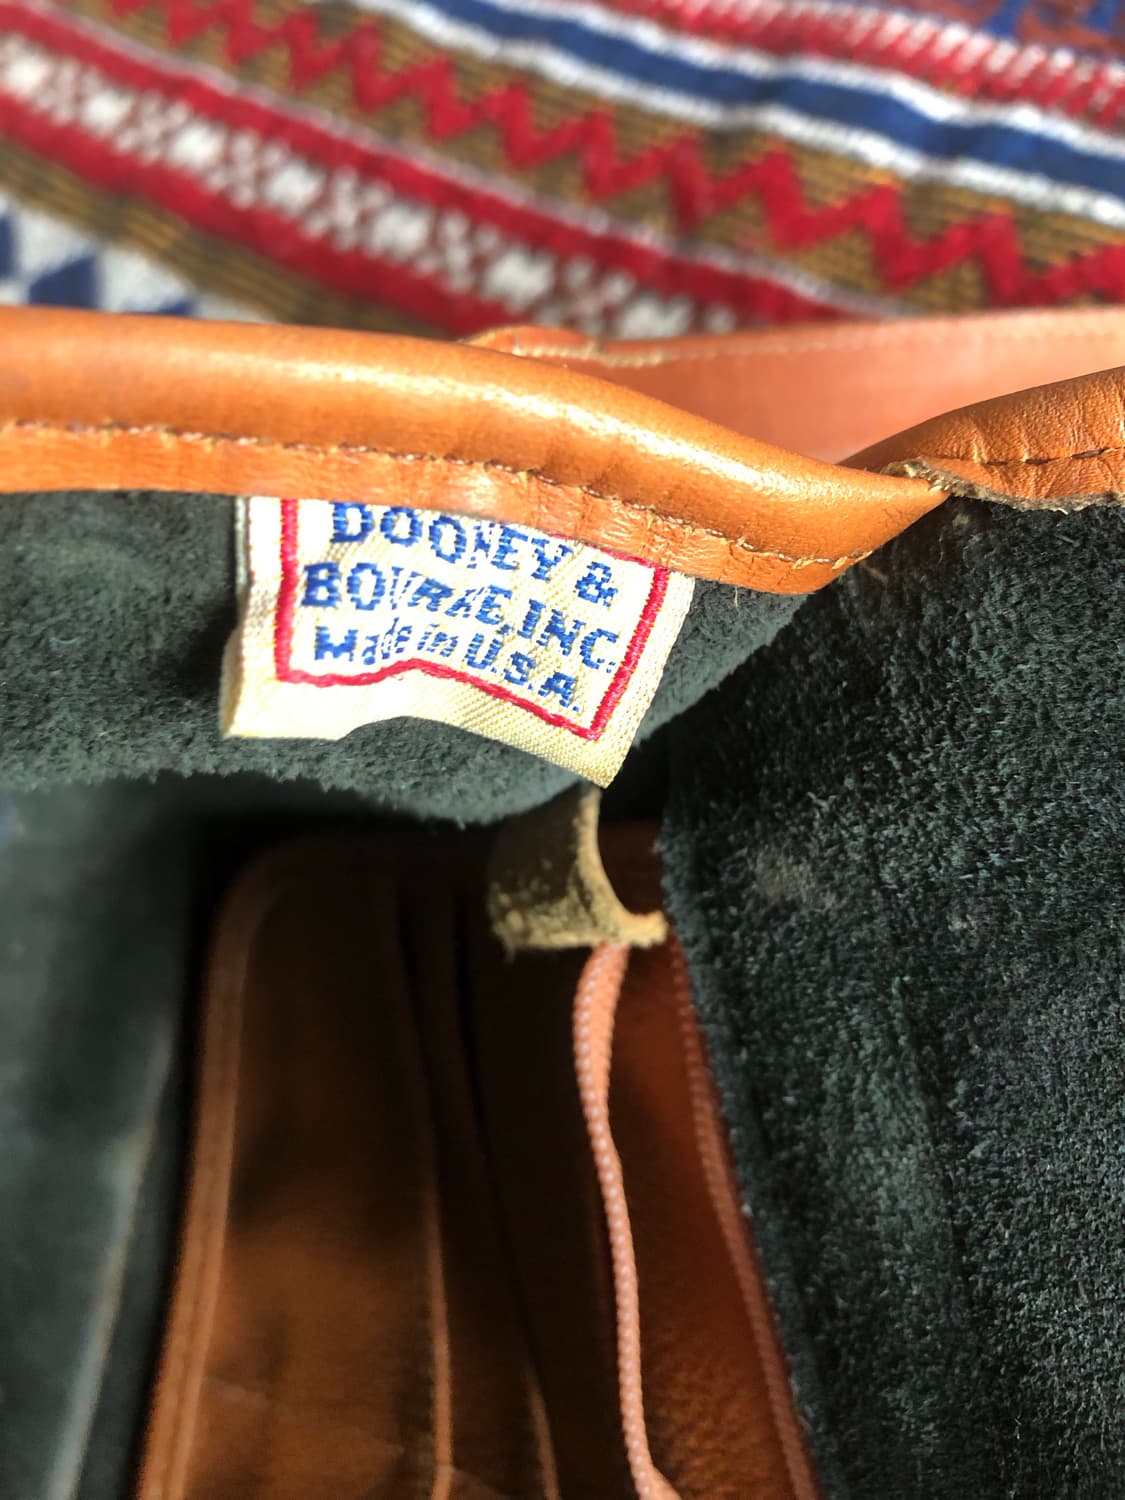 DOONEY &
BOURKE, INC.
Made in U.S.A.